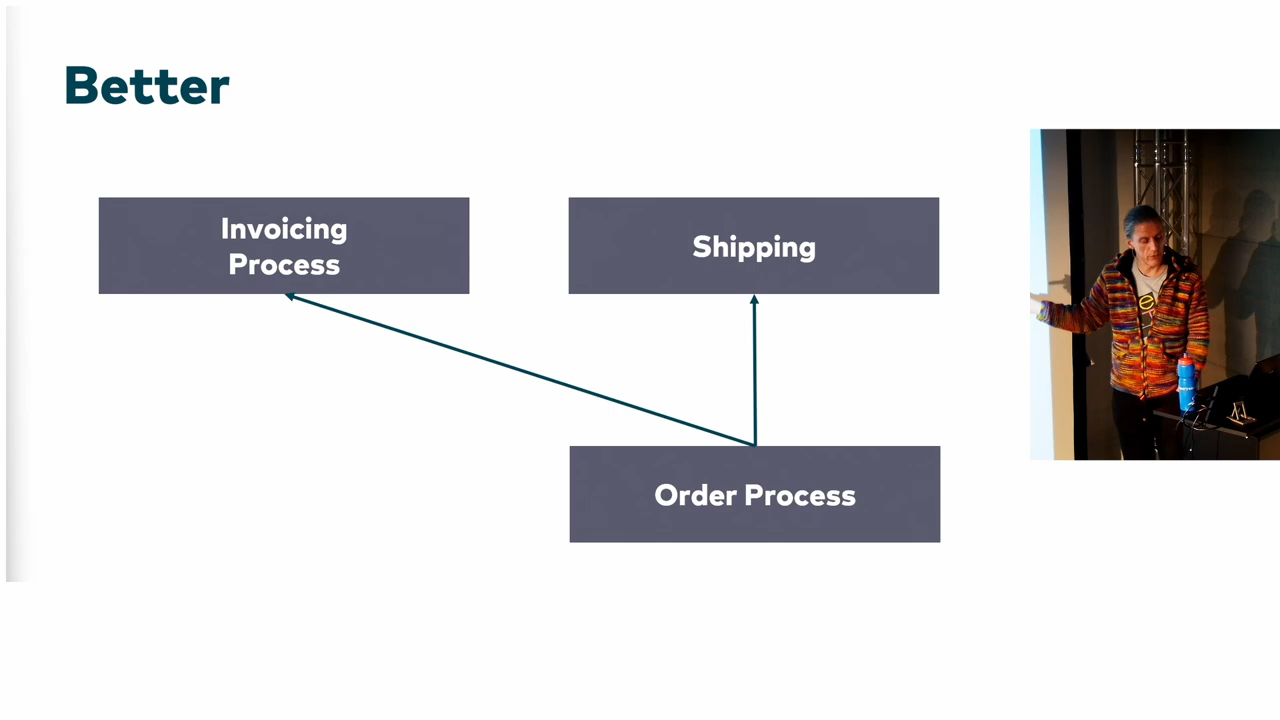 Better
Invoicing
Process
Shipping
Order Process